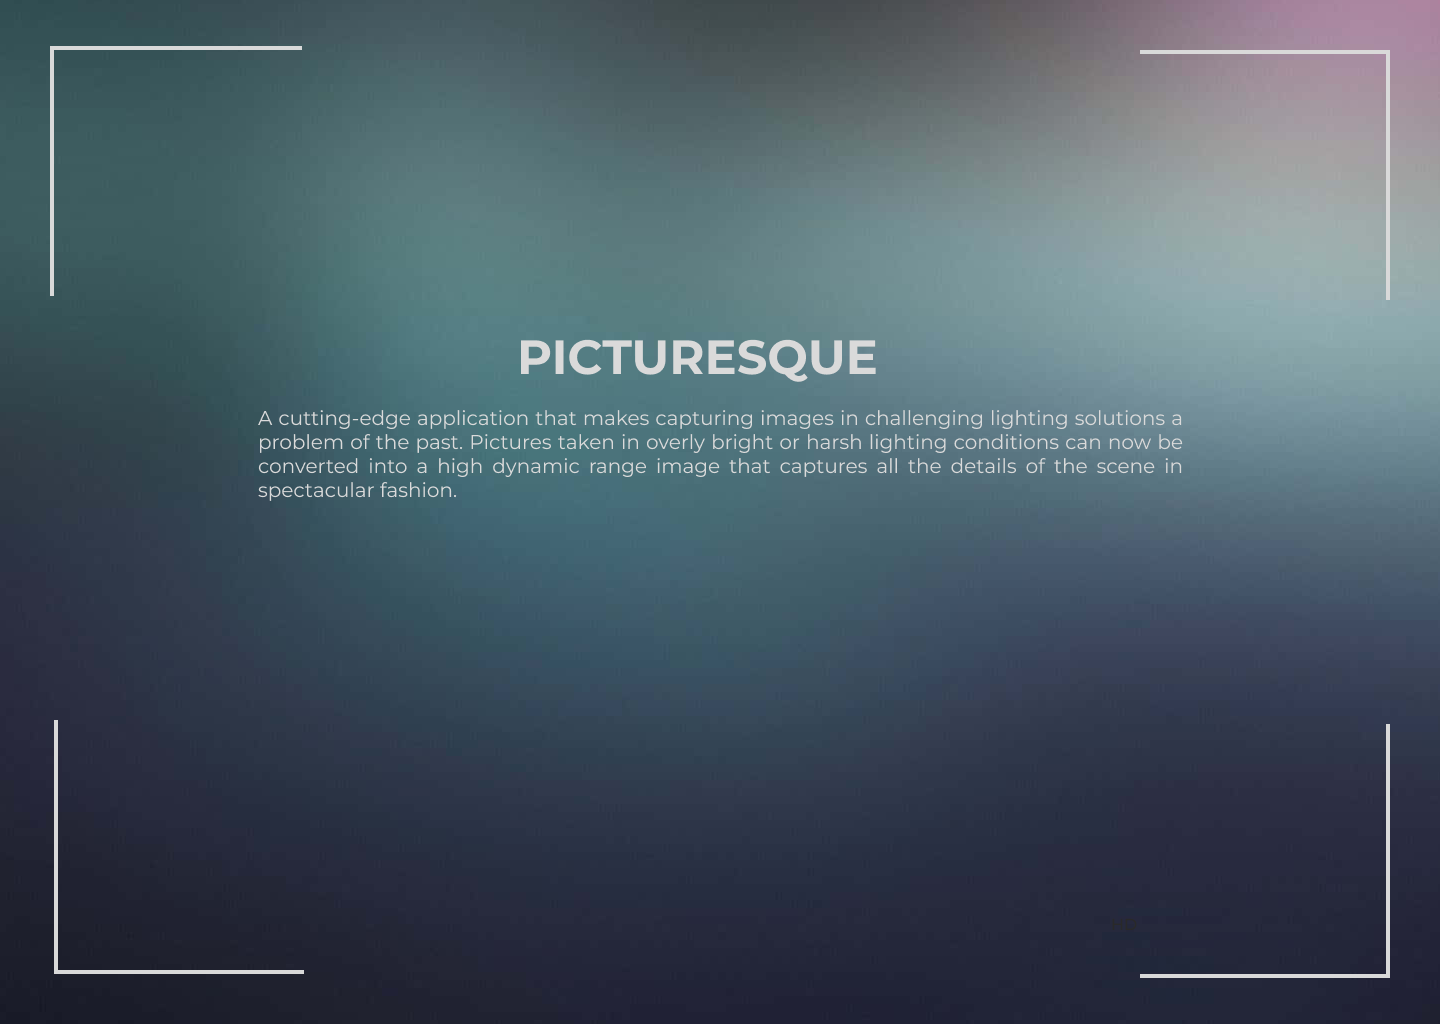 PICTURESQUE
A cutting-edge application that makes capturing images in challenging lighting solutions a
problem of the past. Pictures taken in overly bright or harsh lighting conditions can now be
converted into a high dynamic range image that captures all the details of the scene in
spectacular fashion.